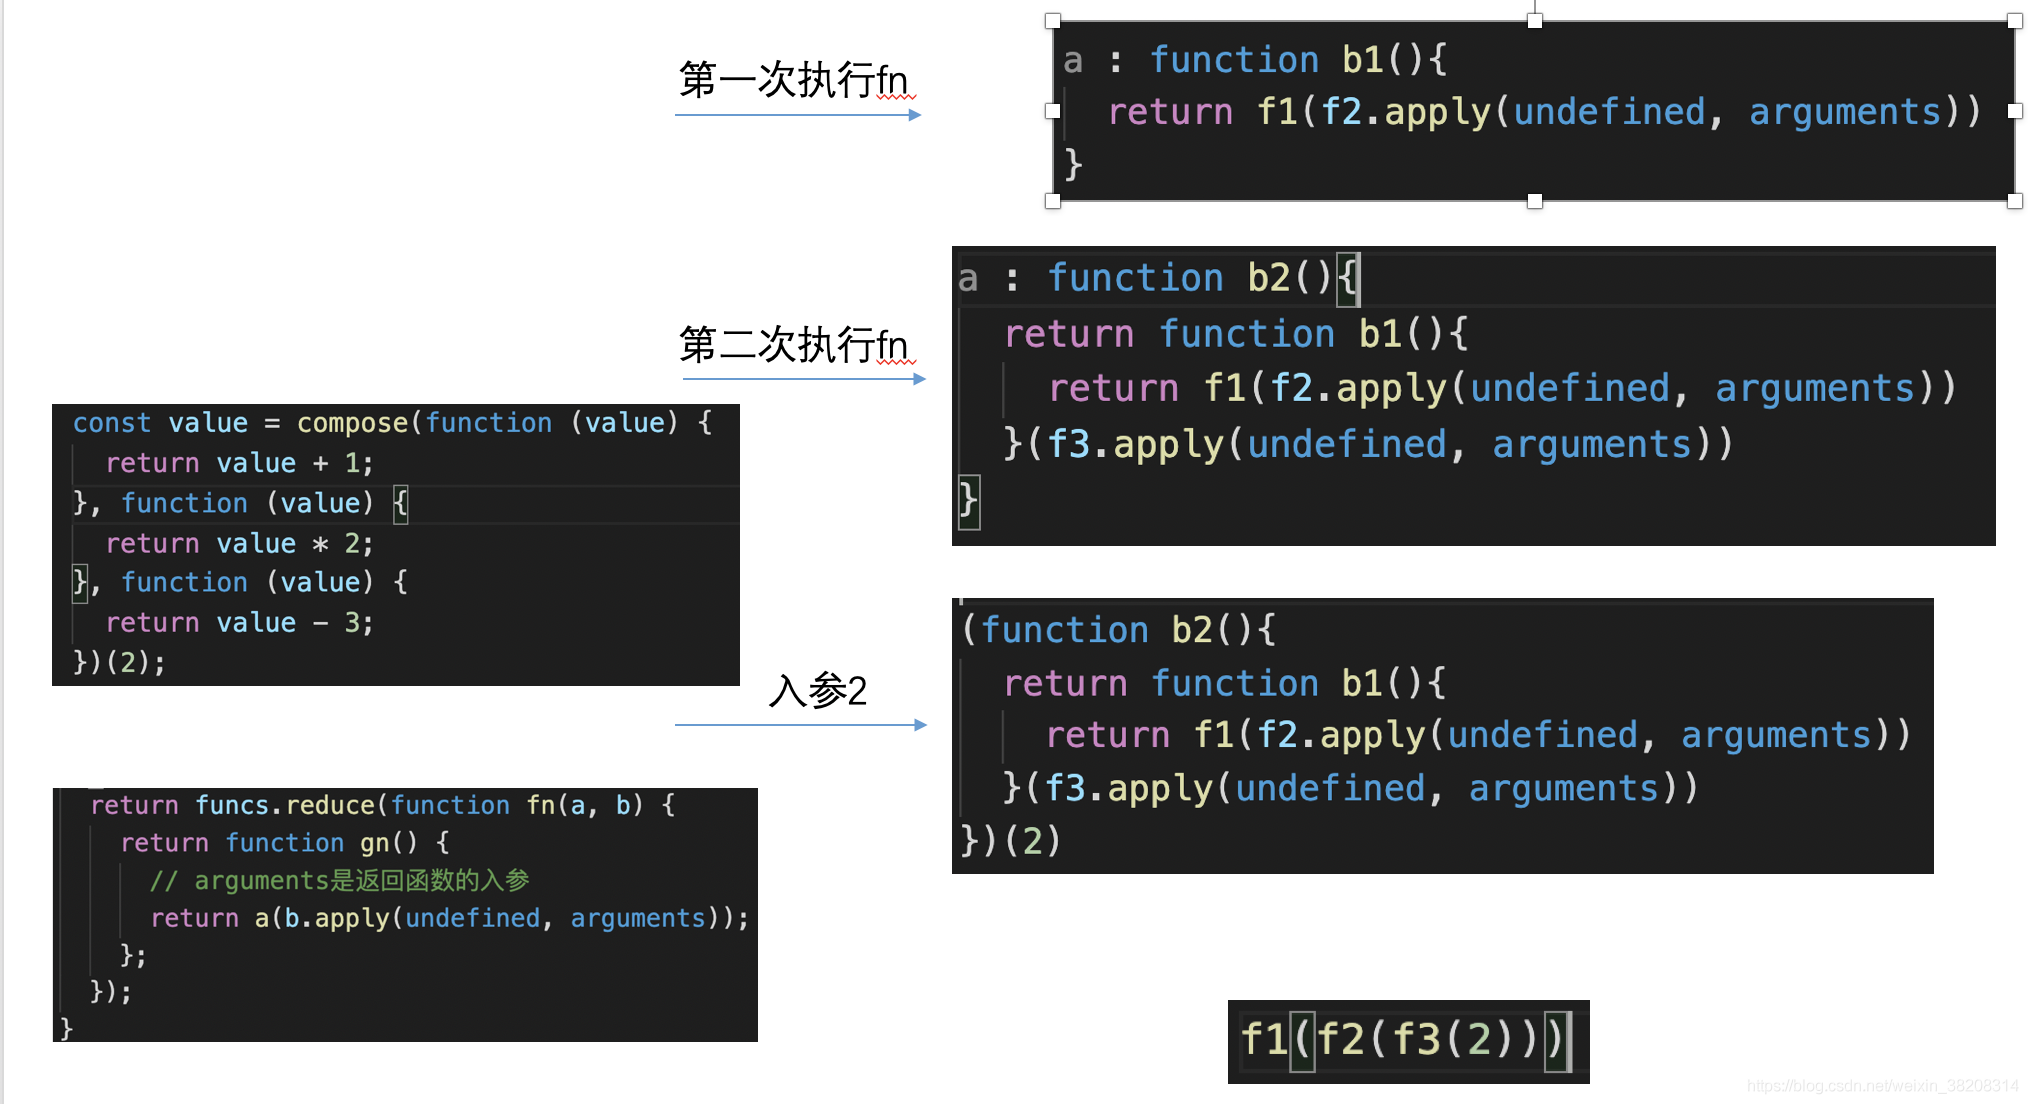 第一次执行fn
a : function b1(){
return f1(f2.apply(undefined, arguments))
}
第二次执行fn
a : function b2(){
return function b1(){
return f1(f2.apply(undefined, arguments))
}(f3.apply(undefined, arguments))
}
const value = compose(function (value) {
return value + 1;
}, function (value) {
return value * 2;
}, function (value) {
return value - 3;
})(2);
入参2
(function b2(){
return function b1(){
return f1(f2.apply(undefined, arguments))
}(f3.apply(undefined, arguments))
})(2)
return funcs.reduce(function fn(a, b) {
return function gn() {
// arguments是返回函数的入参
return a(b.apply(undefined, arguments));
};
});
}
f1(f2(f3(2)))
https://blog.csdn.net/weixin_38208314